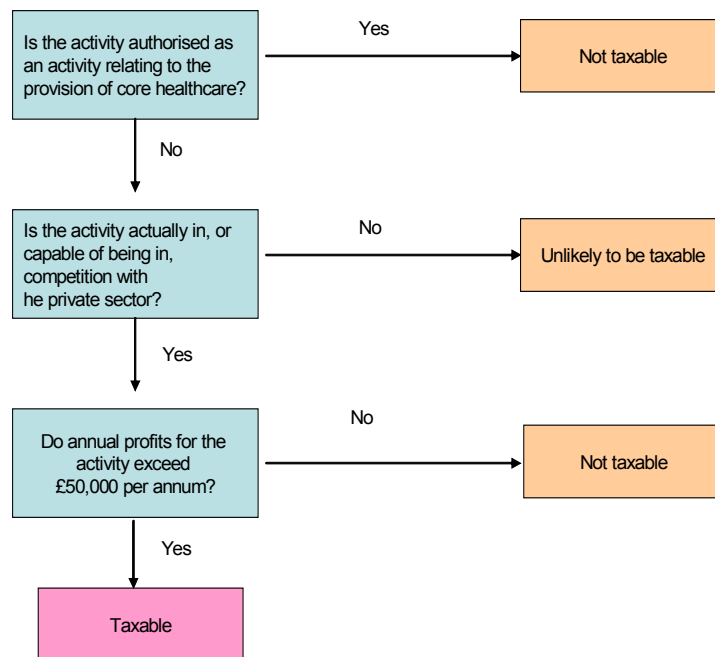 Is the activity authorised as
an activity relating to the
provision of core healthcare?
Yes
Not taxable
No
Is the activity actually in, or
capable of being in,
competition with
he private sector?
No
Unlikely to be taxable
Yes
Do annual profits for the
activity exceed
£50,000 per annum?
No
Not taxable
Yes
Taxable